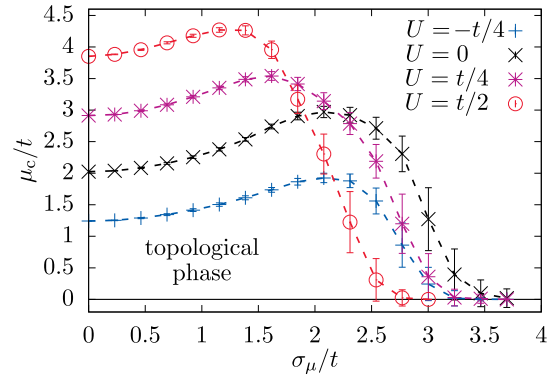 U = −t/4
U = 0
U = t/4
U = t/2
4.5
4
3.5
3
2.5
2
1.5
1
0.5
0
μc/t
topological
phase
0 0.5 1 1.5 2 2.5 3 3.5 4
σμ/t